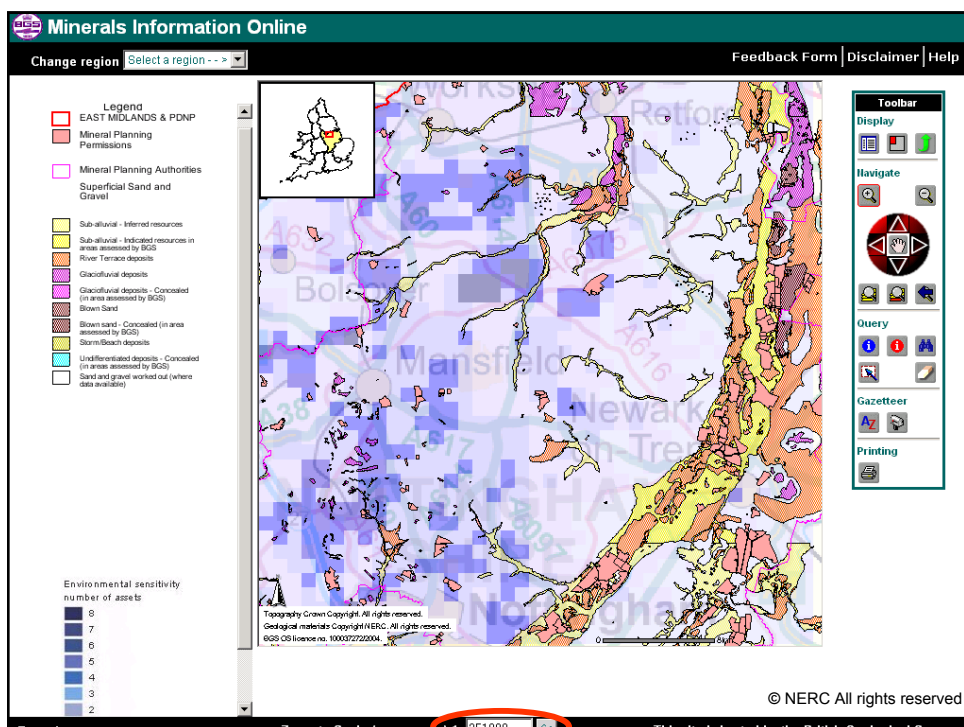 BGS Minerals Information Online
Change region Select a region - - >
Feedback Form Disclaimer Help
Legend
EAST MIDLANDS & PDNP
Mineral Planning
Permissions
Mineral Planning Authorities
Superficial Sand and
Gravel
Sub-alluvial - Inferred resources
Sub-alluvial - Indicated resources in
areas assessed by BGS
River Terrace deposits
Glaciofluvial deposits
Glaciofluvial deposits - Concealed
(in area assessed by BGS)
Blown Sand
Blown sand - Concealed (in area
assessed by BGS)
Storm/Beach deposits
Undifferentiated deposits - Concealed
(in areas assessed by BGS)
Sand and gravel worked out (where
data available)
Environmental sensitivity
number of assets
8
7
6
5
4
3
2
Retford
A60
A632
A1
Bolsover
A616
Mansfield
Newark
-on-Trent
A38
A617
A6097
Nottingham
Topography Crown Copyright. All rights reserved.
Geological materials Copyright NERC. All rights reserved.
BGS OS licence no. 100037272/2004.
0
Toolbar
Display
Navigate
Query
Gazetteer
AZ
Printing
© NERC All rights reserved